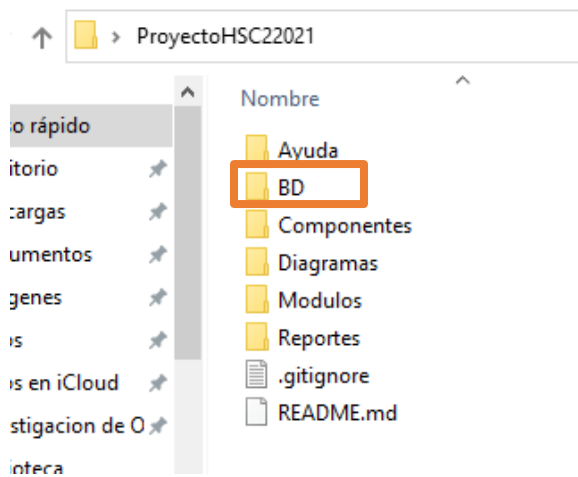 ProyectoHSC22021
so rápido
itorio
cargas
umentos
genes
os
os en iCloud
stigacion de O
ioteca
Nombre
Ayuda
BD
Componentes
Diagramas
Modulos
Reportes
.gitignore
README.md